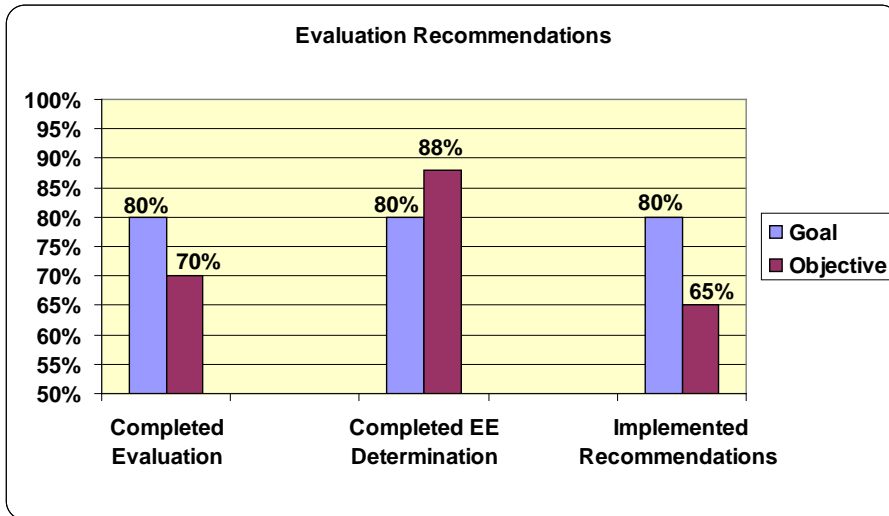 Evaluation Recommendations
100%
95%
90%
85%
80%
75%
70%
65%
60%
55%
50%
80%
70%
80%
88%
80%
65%
Completed
Evaluation
Completed EE
Determination
Implemented
Recommendations
Goal
Objective